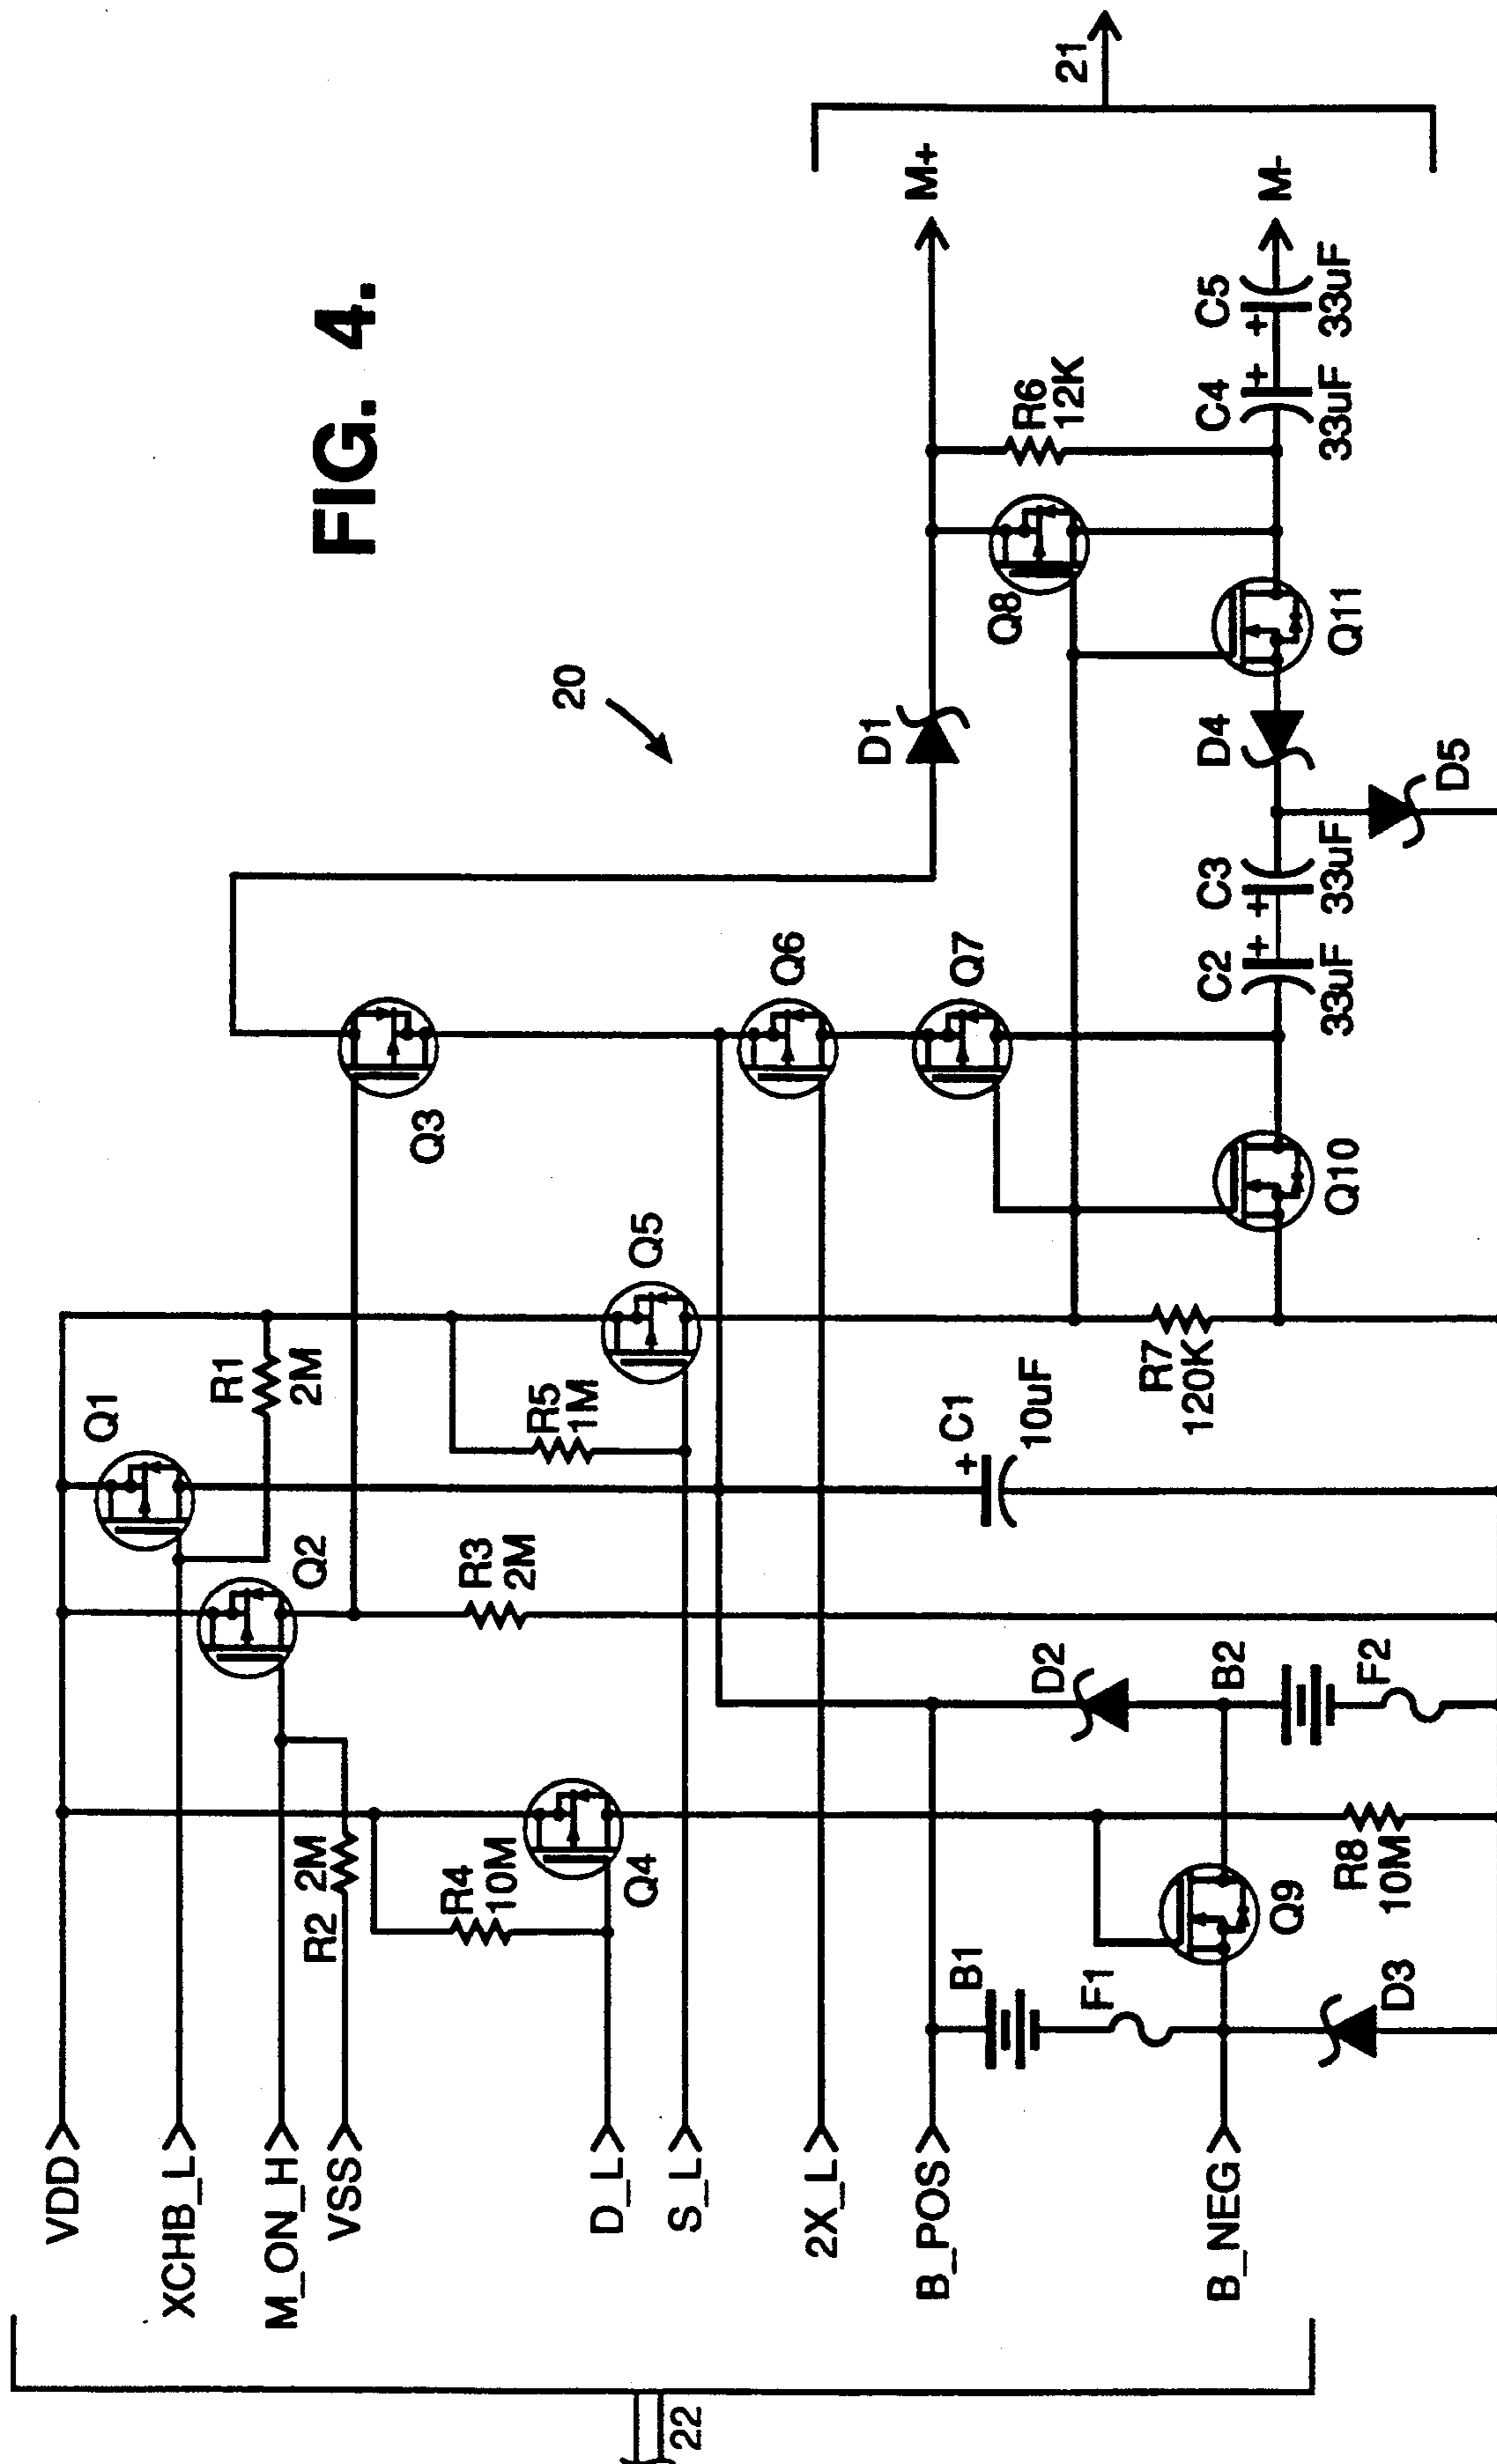 FIG. 4.
20
21
22
VDD
XCHB_L
M_ON_H
VSS
D_L
S_L
2X_L
B_POS
B_NEG
Q1
R1
2M
Q2
R2
2M
R3
2M
Q3
R4
10M
Q4
R5
1M
Q5
Q6
Q7
Q8
R6
12K
D1
M+
M-
C1
+
10uF
R7
120K
Q10
C2
+
33uF
C3
+
33uF
D4
D5
Q11
C4
+
33uF
C5
+
33uF
B1
F1
Q9
D3
D2
B2
F2
R8
10M